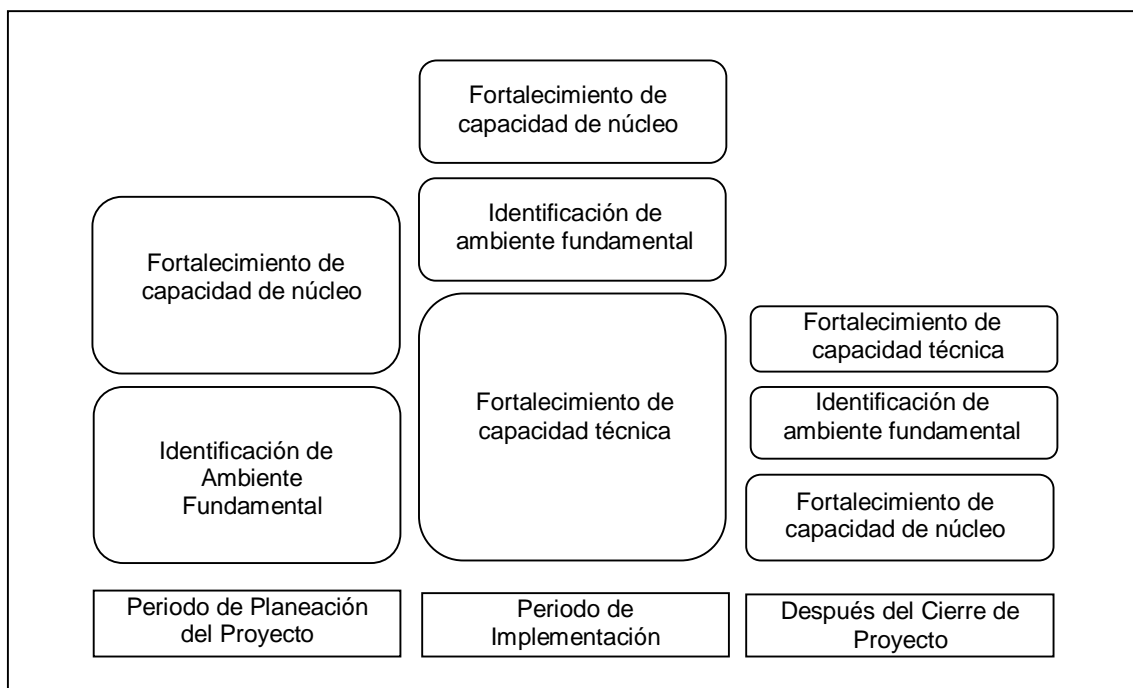 Fortalecimiento de
capacidad de núcleo
Identificación de
Ambiente
Fundamental
Periodo de Planeación
del Proyecto
Fortalecimiento de
capacidad de núcleo
Identificación de
ambiente fundamental
Fortalecimiento de
capacidad técnica
Periodo de
Implementación
Fortalecimiento de
capacidad técnica
Identificación de
ambiente fundamental
Fortalecimiento de
capacidad de núcleo
Después del Cierre de
Proyecto